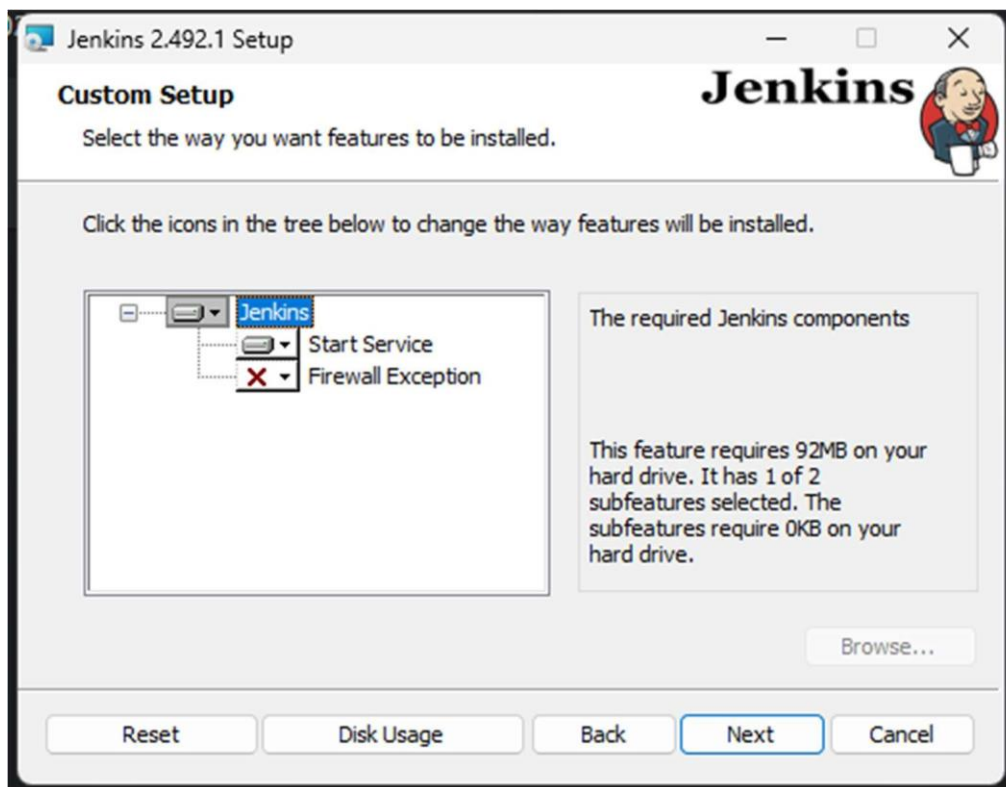 Jenkins 2.492.1 Setup
Custom Setup
Select the way you want features to be installed.
Jenkins
Click the icons in the tree below to change the way features will be installed.
Jenkins
Start Service
Firewall Exception
The required Jenkins components
This feature requires 92MB on your
hard drive. It has 1 of 2
subfeatures selected. The
subfeatures require 0KB on your
hard drive.
Browse...
Reset
Disk Usage
Back
Next
Cancel